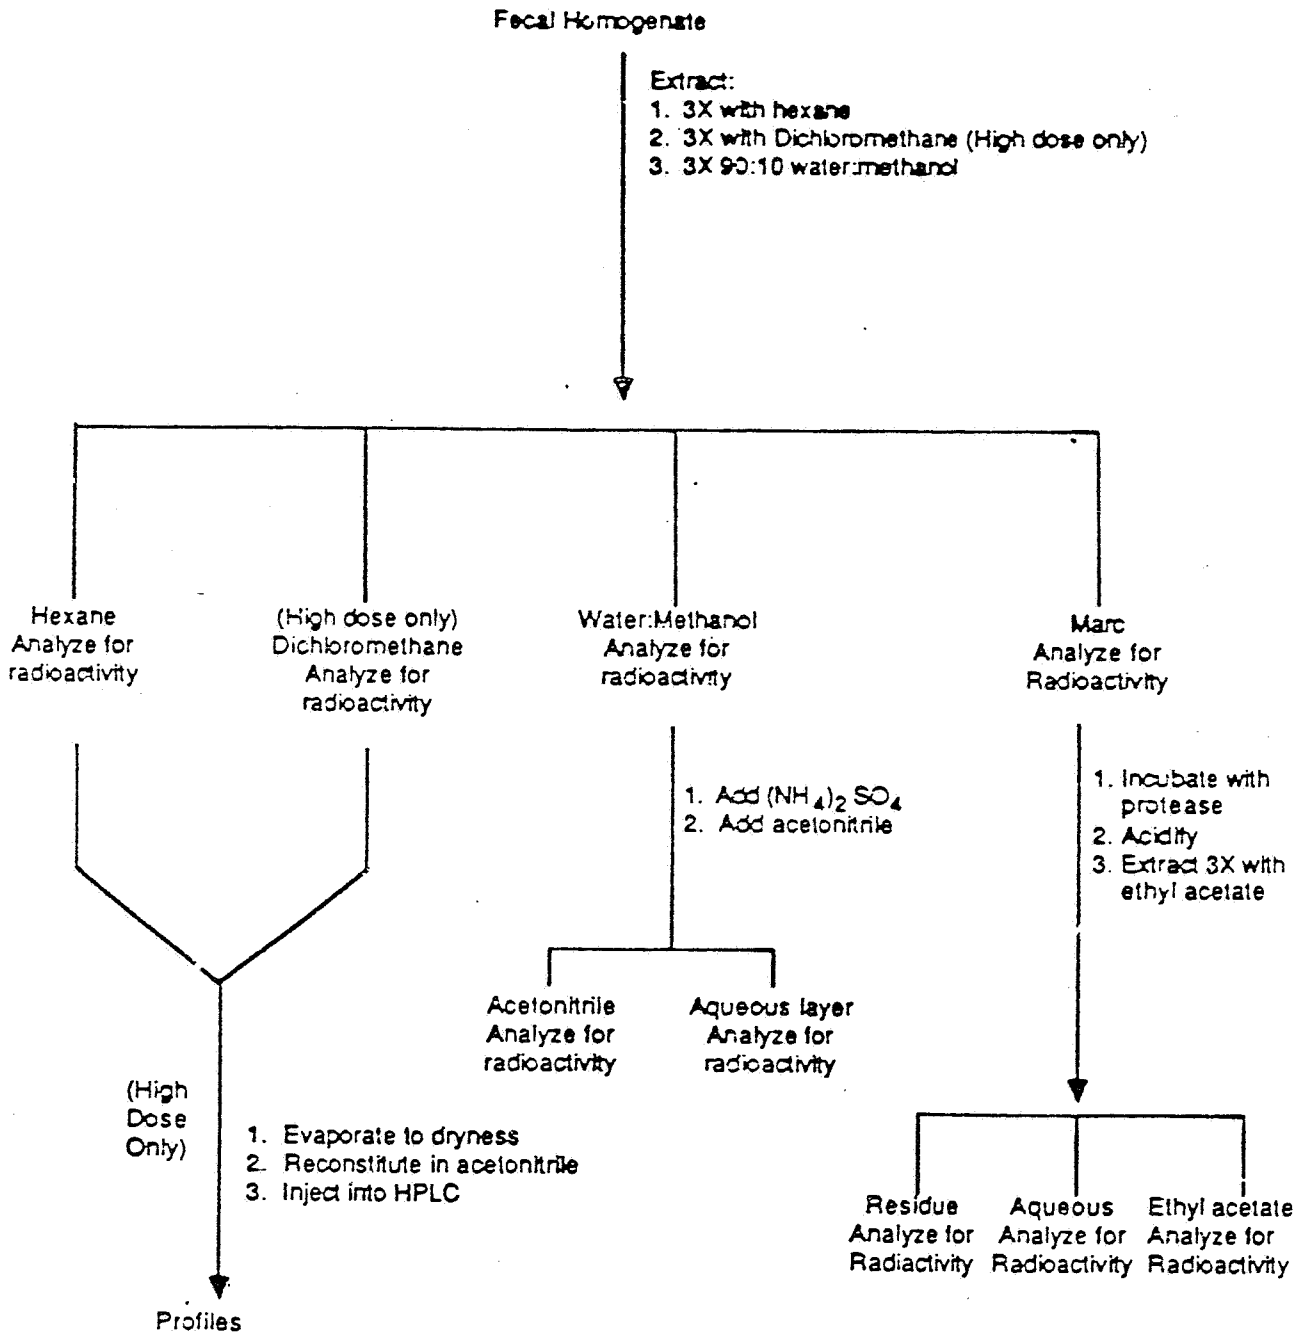 Fecal Homogenate
Extract:
1. 3X with hexane
2. 3X with Dichloromethane (High dose only)
3. 3X 90:10 water:methanol
Hexane
Analyze for
radioactivity
(High dose only)
Dichloromethane
Analyze for
radioactivity
Water:Methanol
Analyze for
radioactivity
Marc
Analyze for
Radioactivity
1. Add (NH4)2 SO4
2. Add acetonitrile
1. Incubate with
protease
2. Acidify
3. Extract 3X with
ethyl acetate
Acetonitrile
Analyze for
radioactivity
Aqueous layer
Analyze for
radioactivity
(High
Dose
Only)
1. Evaporate to dryness
2. Reconstitute in acetonitrile
3. Inject into HPLC
Residue
Analyze for
Radiactivity
Aqueous
Analyze for
Radioactivity
Ethyl acetate
Analyze for
Radioactivity
Profiles